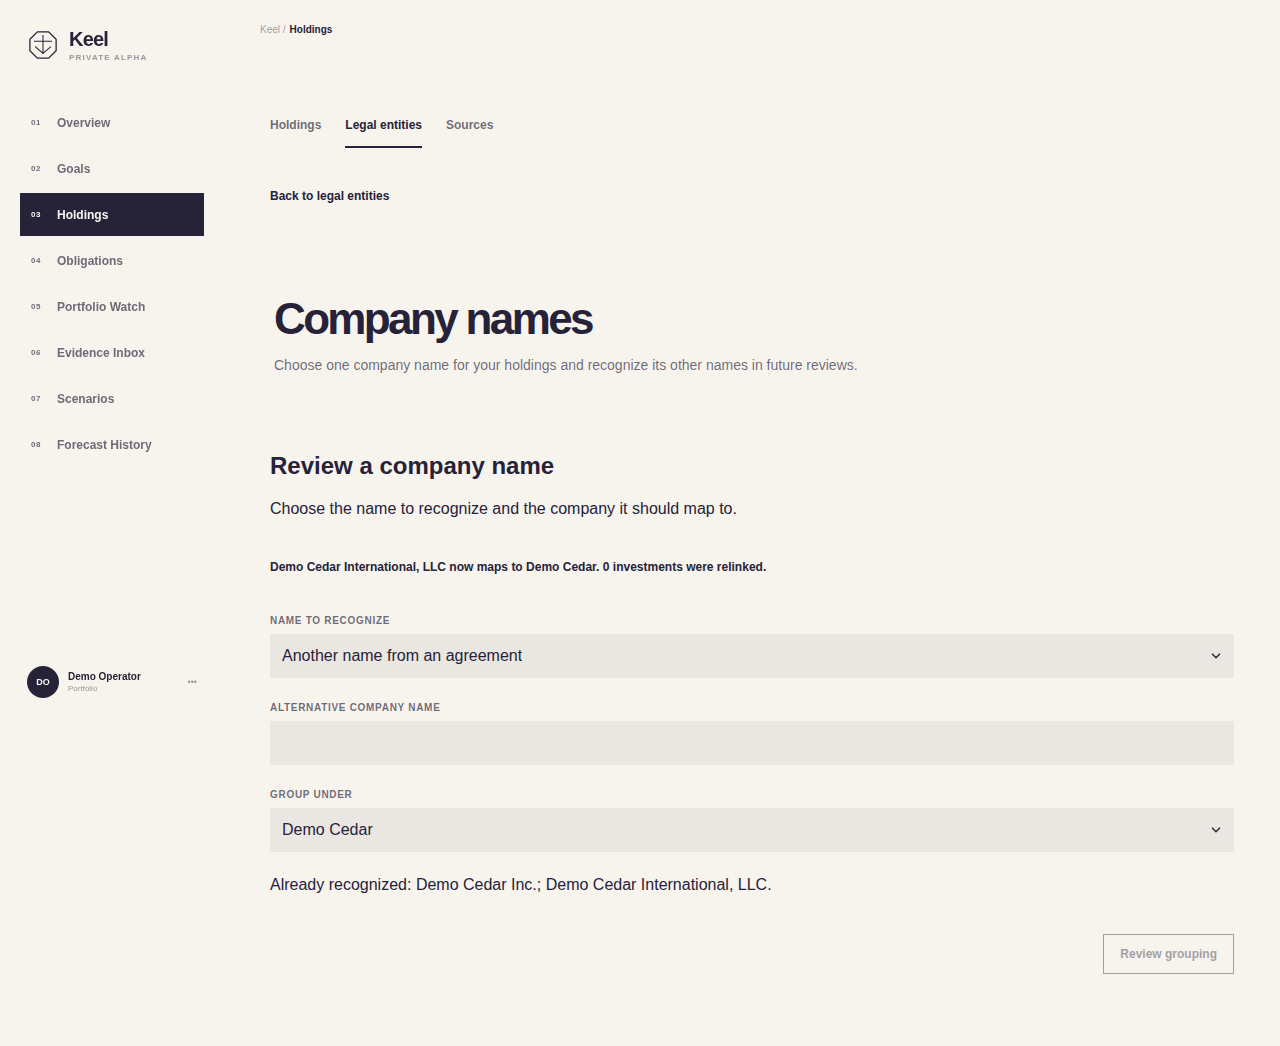 Keel
PRIVATE ALPHA
Keel / Holdings
01 Overview
02 Goals
03 Holdings
04 Obligations
05 Portfolio Watch
06 Evidence Inbox
07 Scenarios
08 Forecast History
DO
Demo Operator
Portfolio
Holdings Legal entities Sources
Back to legal entities
Company names
Choose one company name for your holdings and recognize its other names in future reviews.
Review a company name
Choose the name to recognize and the company it should map to.
Demo Cedar International, LLC now maps to Demo Cedar. 0 investments were relinked.
NAME TO RECOGNIZE
Another name from an agreement
ALTERNATIVE COMPANY NAME
GROUP UNDER
Demo Cedar
Already recognized: Demo Cedar Inc.; Demo Cedar International, LLC.
Review grouping